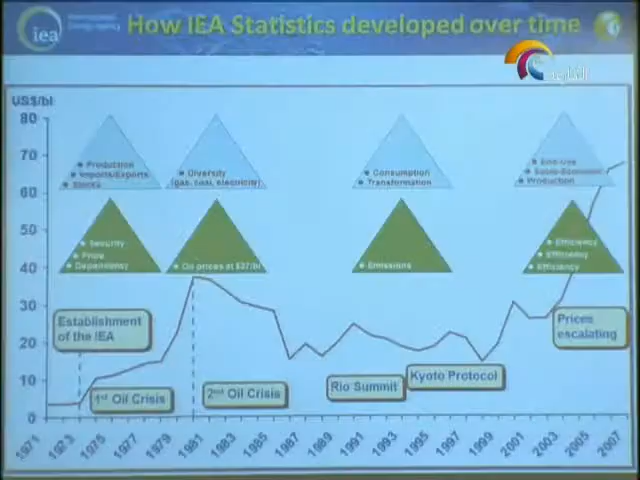 iea
How IEA Statistics developed over time
US$/bl
80
70
60
50
40
30
20
10
0
Production
Imports/Exports
Stocks
Diversity
(gas, coal, electricity)
Consumption
Transformation
End-Use
Socio-Economic
Production
Security
Price
Dependency
Oil prices at $37/bl
Emissions
Efficiency
Efficiency
Efficiency
Establishment
of the IEA
1st Oil Crisis
2nd Oil Crisis
Rio Summit
Kyoto Protocol
Prices
escalating
1971 1973 1975 1977 1979 1981 1983 1985 1987 1989 1991 1993 1995 1997 1999 2001 2003 2005 2007